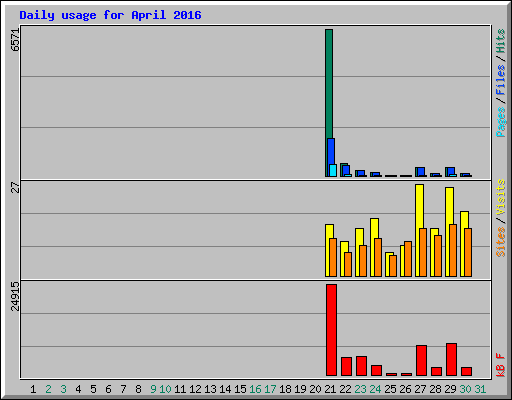 Daily usage for April 2016
6571
Pages / Files / Hits
27
Sites / Visits
24915
kB F
1 2 3 4 5 6 7 8 9 10 11 12 13 14 15 16 17 18 19 20 21 22 23 24 25 26 27 28 29 30 31